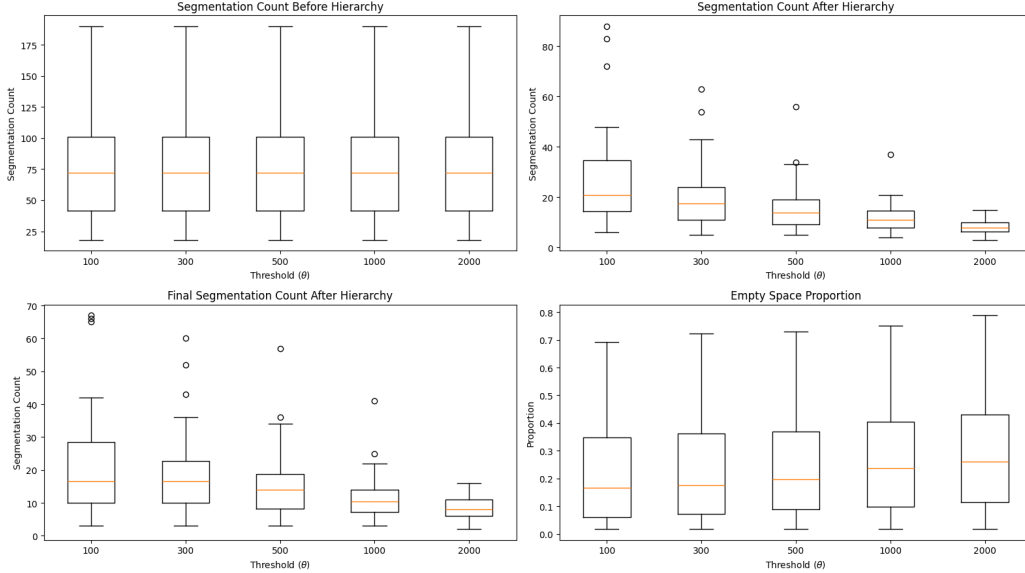 Segmentation Count Before Hierarchy
Segmentation Count
175
150
125
100
75
50
25
100 300 500 1000 2000
Threshold (θ)
Segmentation Count After Hierarchy
Segmentation Count
80
60
40
20
0
100 300 500 1000 2000
Threshold (θ)
Final Segmentation Count After Hierarchy
Segmentation Count
70
60
50
40
30
20
10
0
100 300 500 1000 2000
Threshold (θ)
Empty Space Proportion
Proportion
0.8
0.7
0.6
0.5
0.4
0.3
0.2
0.1
0.0
100 300 500 1000 2000
Threshold (θ)